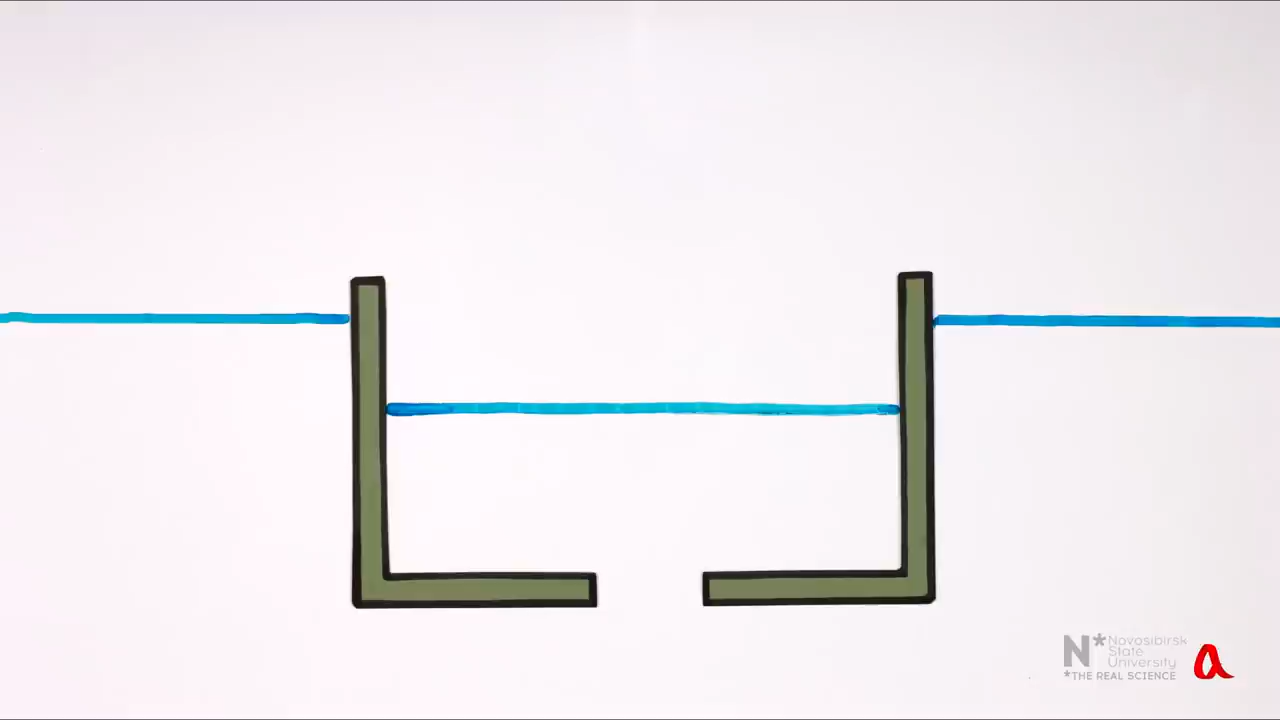 N*
Novosibirsk
State
University
*THE REAL SCIENCE
a